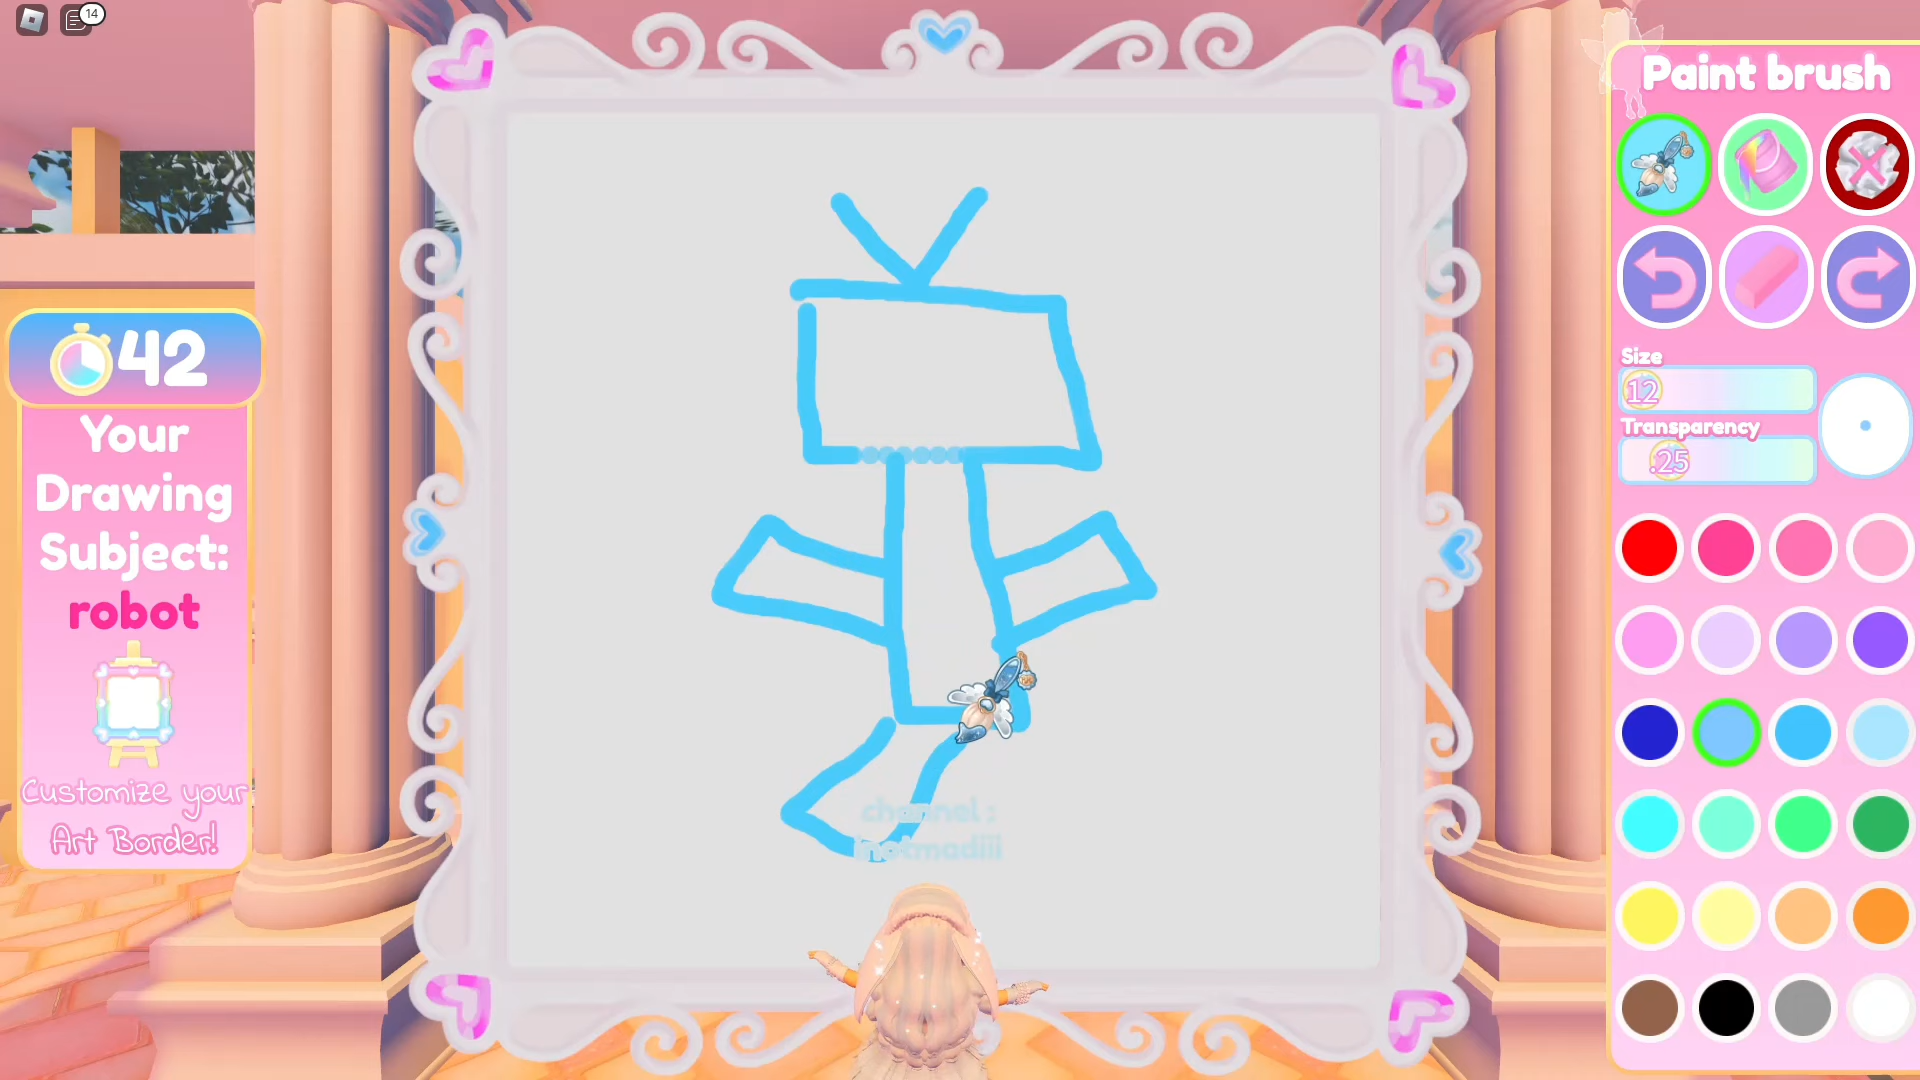 14
Paint brush
42
Your
Drawing
Subject:
robot
Customize your
Art Border!
Size
12
Transparency
.25
channel :